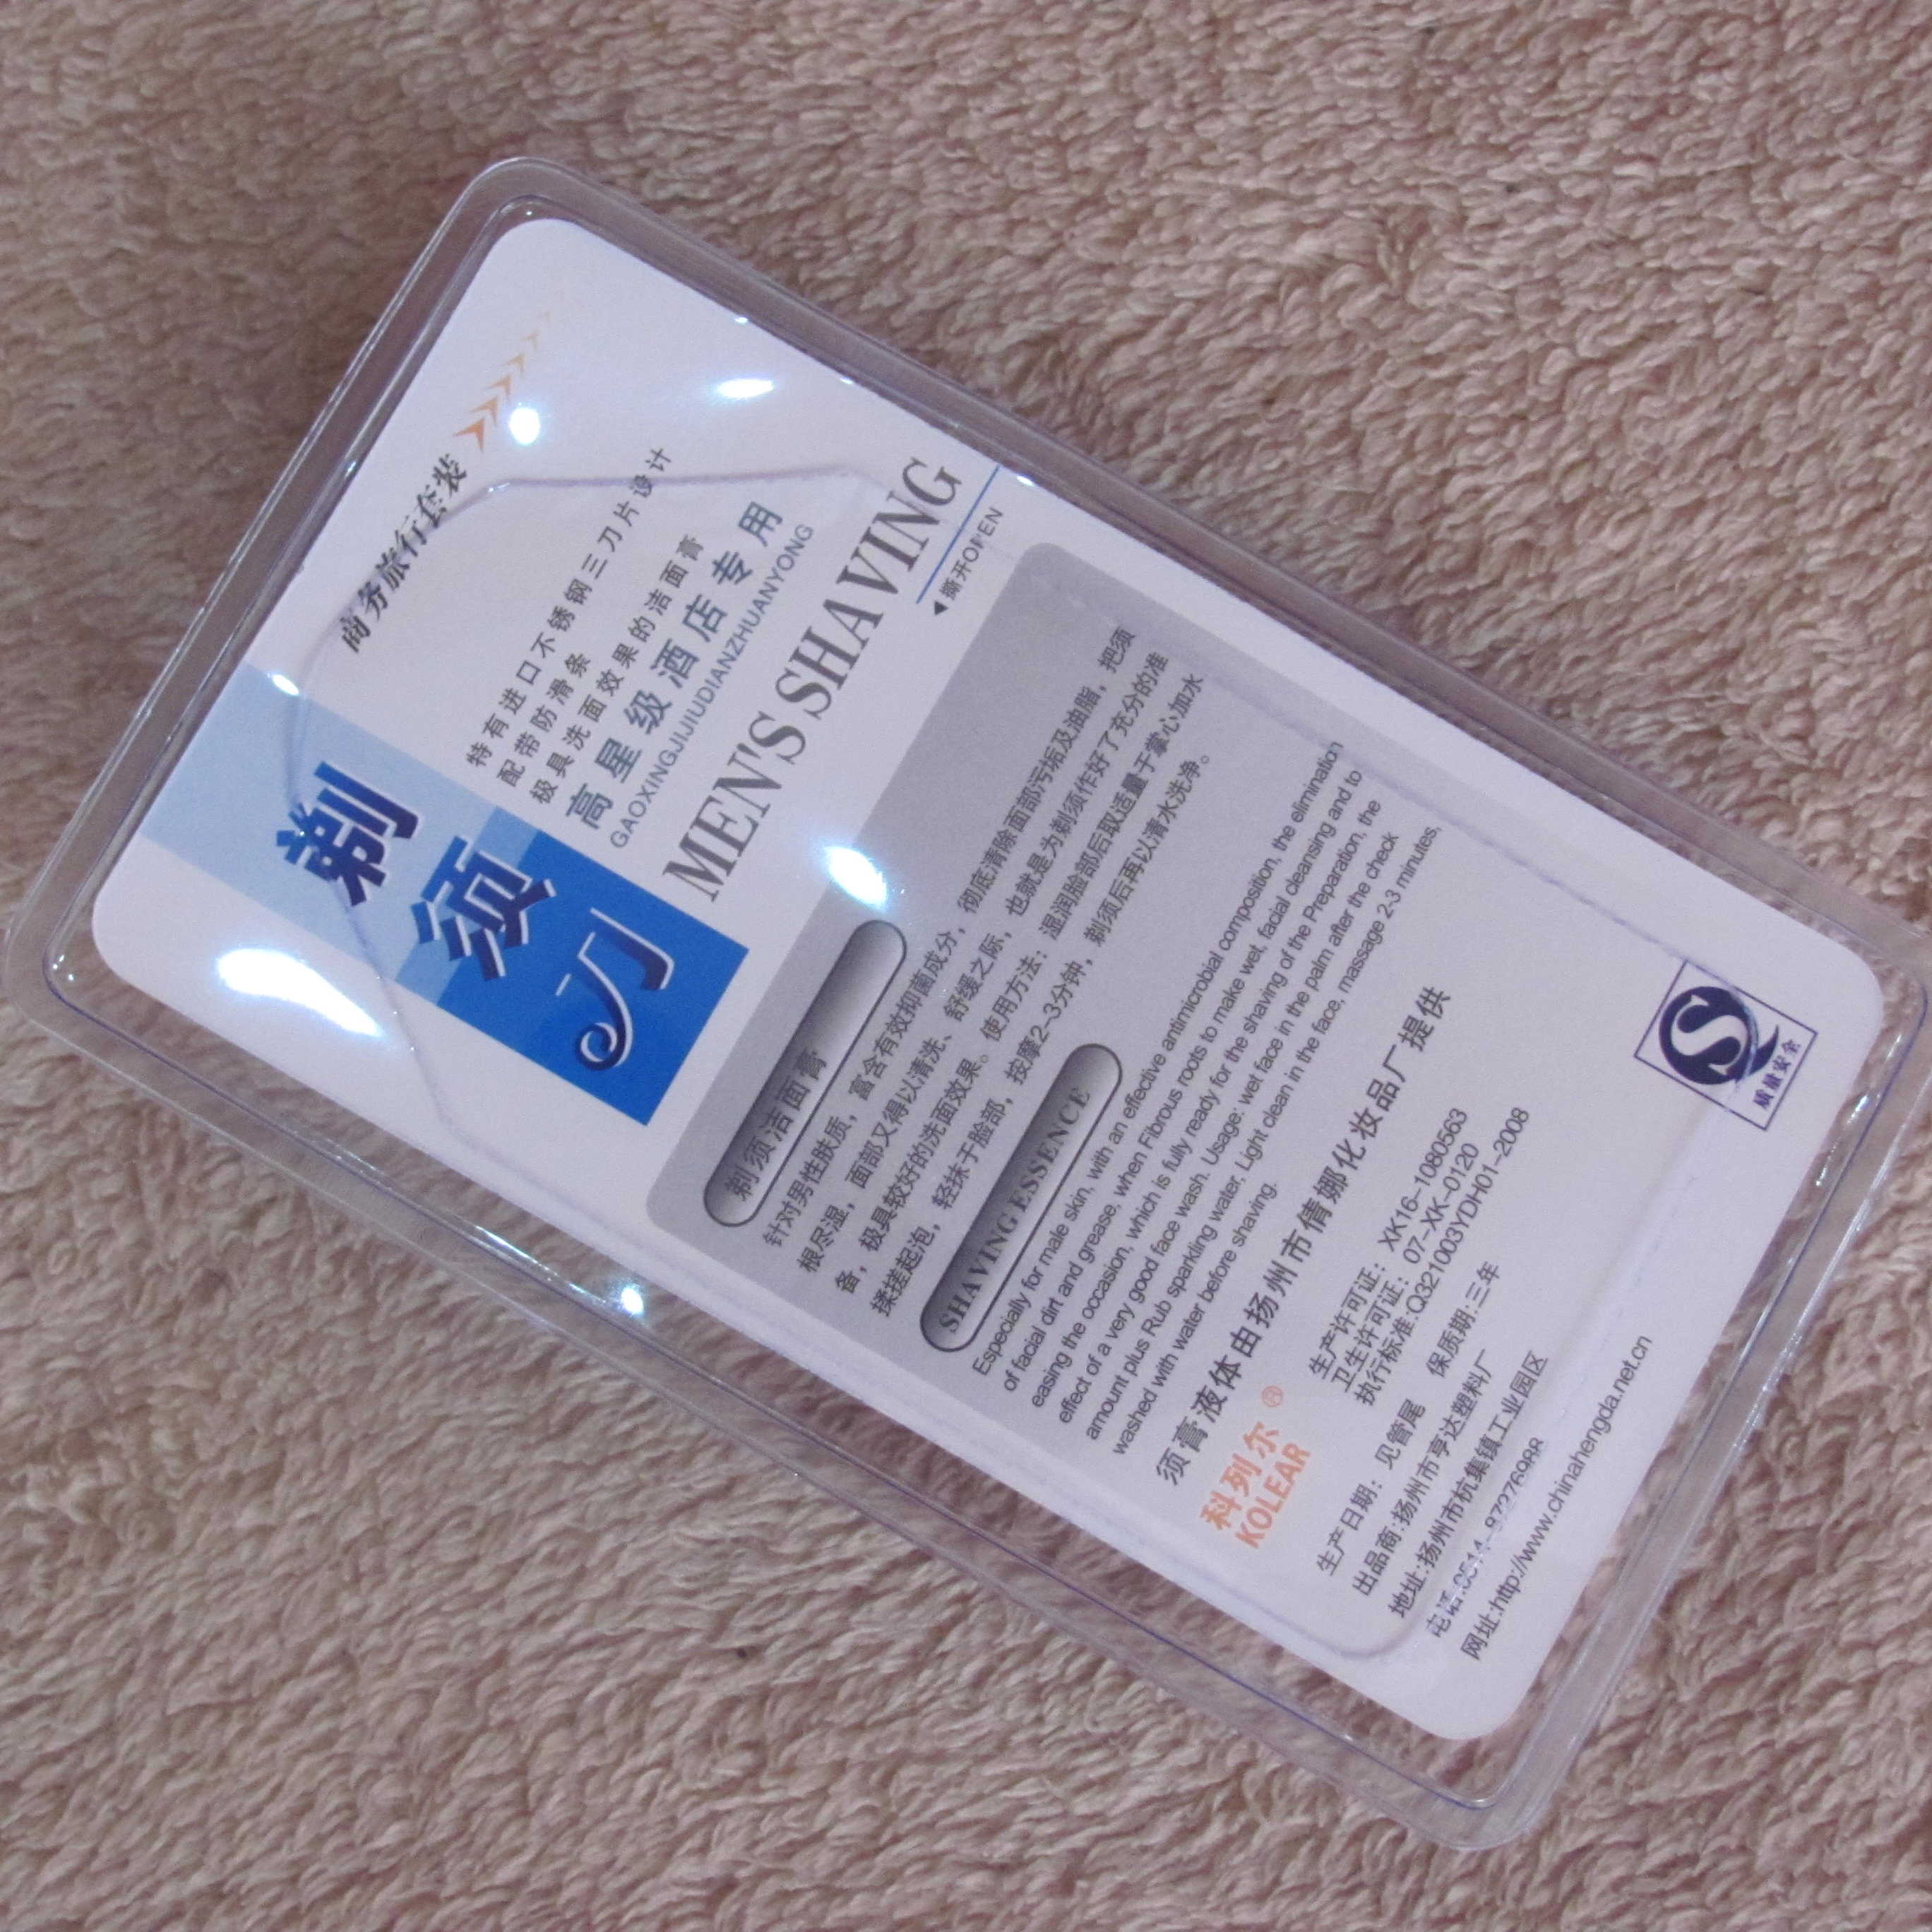 商务旅行套装
剃须刀
特有进口不锈钢三刀片设计
配带防滑条
极具洗面效果的洁面膏
高星级酒店专用
GAOXINGJIJIUDIANZHUANYONG
MEN'S SHAVING
撕开OPEN
剃须洁面膏
针对男性肤质，富含有效抑菌成分，彻底清除面部污垢及油脂，把须
根尽湿，面部又得以清洗、舒缓之际，也就是为剃须作好了充分的准
备，极具较好的洗面效果。使用方法：湿润脸部后取适量于掌心加水
揉搓起泡，轻抹于脸部，按摩2-3分钟，剃须后再以清水洗净。
SHAVING ESSENCE
Especially for male skin, with an effective antimicrobial composition, the elimination
of facial dirt and grease, when Fibrous roots to make wet, facial cleansing and to
easing the occasion, which is fully ready for the shaving of the Preparation, the
effect of a very good face wash. Usage: wet face in the palm after the check
amount plus Rub sparkling water, Light clean in the face, massage 2-3 minutes,
washed with water before shaving.
须膏液体由扬州市倩娜化妆品厂提供
科列尔®
KOLEAR
生产许可证：XK16-1080563
卫生许可证：07-XK-0120
执行标准:Q321003YDH01-2008
生产日期：见管尾 保质期:三年
出品商:扬州市亨达塑料厂
地址:扬州市杭集镇工业园区
电话:0514-87276988
网址:http://www.chinahengda.net.cn
质量安全